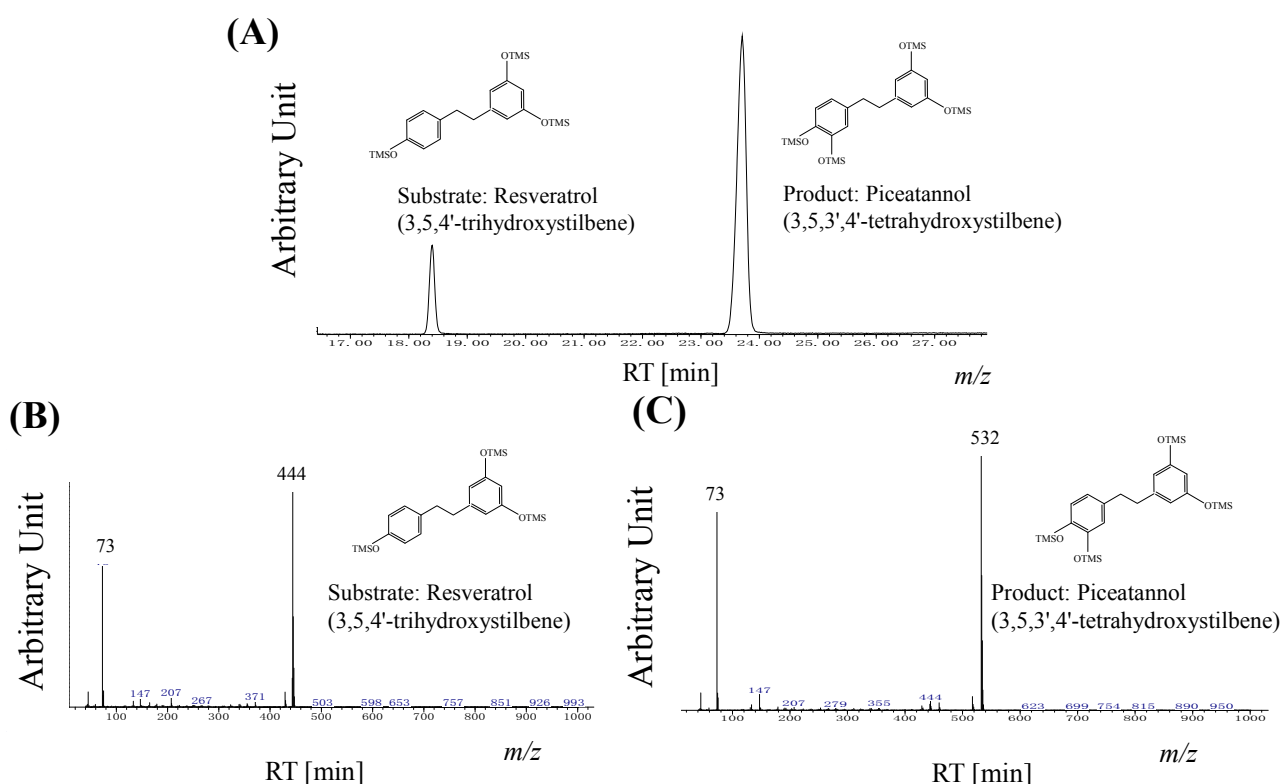 (A)
Arbitrary Unit
OTMS
OTMS
TMSO
Substrate: Resveratrol
(3,5,4'-trihydroxystilbene)
OTMS
OTMS
TMSO
OTMS
Product: Piceatannol
(3,5,3',4'-tetrahydroxystilbene)
17.00 18.00 19.00 20.00 21.00 22.00 23.00 24.00 25.00 26.00 27.00
RT [min]
m/z
(B)
Arbitrary Unit
73
444
OTMS
OTMS
TMSO
Substrate: Resveratrol
(3,5,4'-trihydroxystilbene)
147 207 267 371 503 598 653 757 851 926 993
100 200 300 400 500 600 700 800 900 1000
m/z
RT [min]
(C)
Arbitrary Unit
73
532
OTMS
OTMS
TMSO
OTMS
Product: Piceatannol
(3,5,3',4'-tetrahydroxystilbene)
147 207 279 355 444 623 699 754 815 890 950
100 200 300 400 500 600 700 800 900 1000
m/z
RT [min]